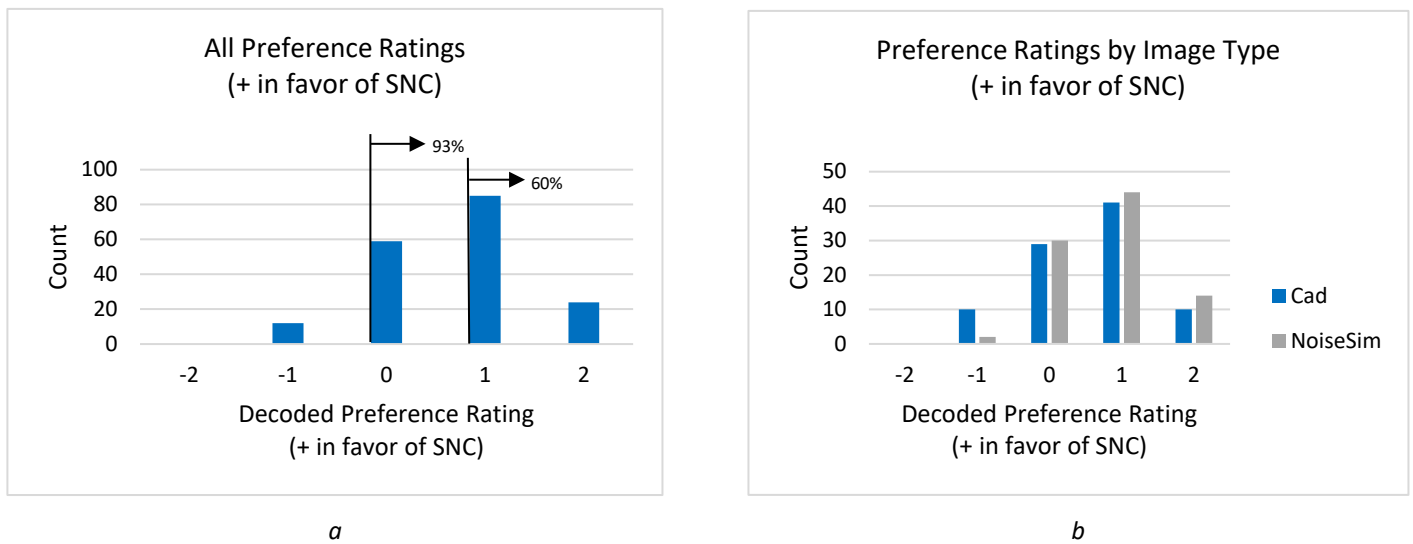 All Preference Ratings
(+ in favor of SNC)
93%
60%
100
80
60
40
20
0
Count
-2 -1 0 1 2
Decoded Preference Rating
(+ in favor of SNC)
a
Preference Ratings by Image Type
(+ in favor of SNC)
50
40
30
20
10
0
Count
-2 -1 0 1 2
Decoded Preference Rating
(+ in favor of SNC)
Cad
NoiseSim
b